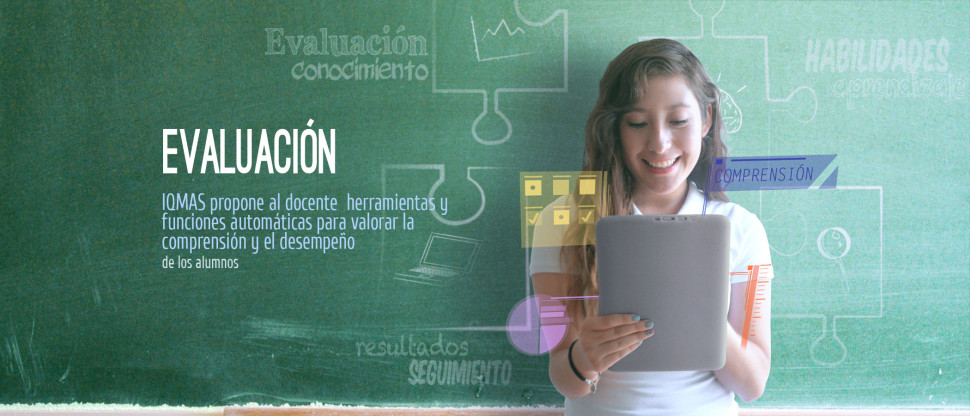 Evaluación
conocimiento
HABILIDADES
aprendizaje
EVALUACIÓN
IQMAS propone al docente herramientas y
funciones automáticas para valorar la
comprensión y el desempeño
de los alumnos
COMPRENSIÓN
resultados
SEGUIMIENTO